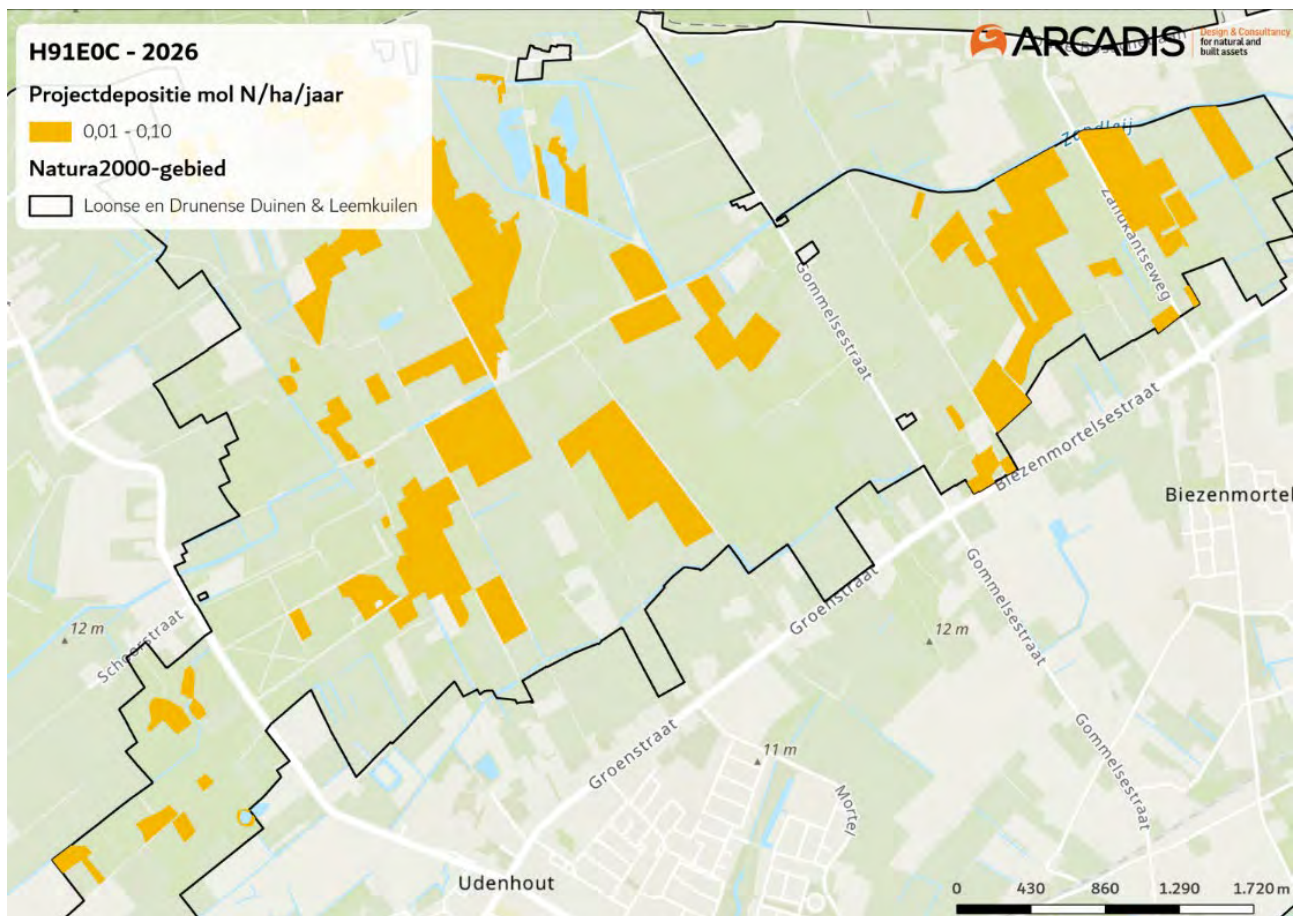 H91E0C - 2026
Projectdepositie mol N/ha/jaar
0,01 - 0,10
Natura2000-gebied
Loonse en Drunense Duinen & Leemkuilen
ARCADIS
Design & Consultancy
for natural and
built assets
Zandleij
Zandkantseweg
Gommelsestraat
Biezenmortelsestraat
Biezenmortel
Schoorstraat
12 m
Groenstraat
12 m
Gommelsestraat
Groenstraat
11 m
Gommelsestraat
Mortel
Udenhout
0 430 860 1.290 1.720 m